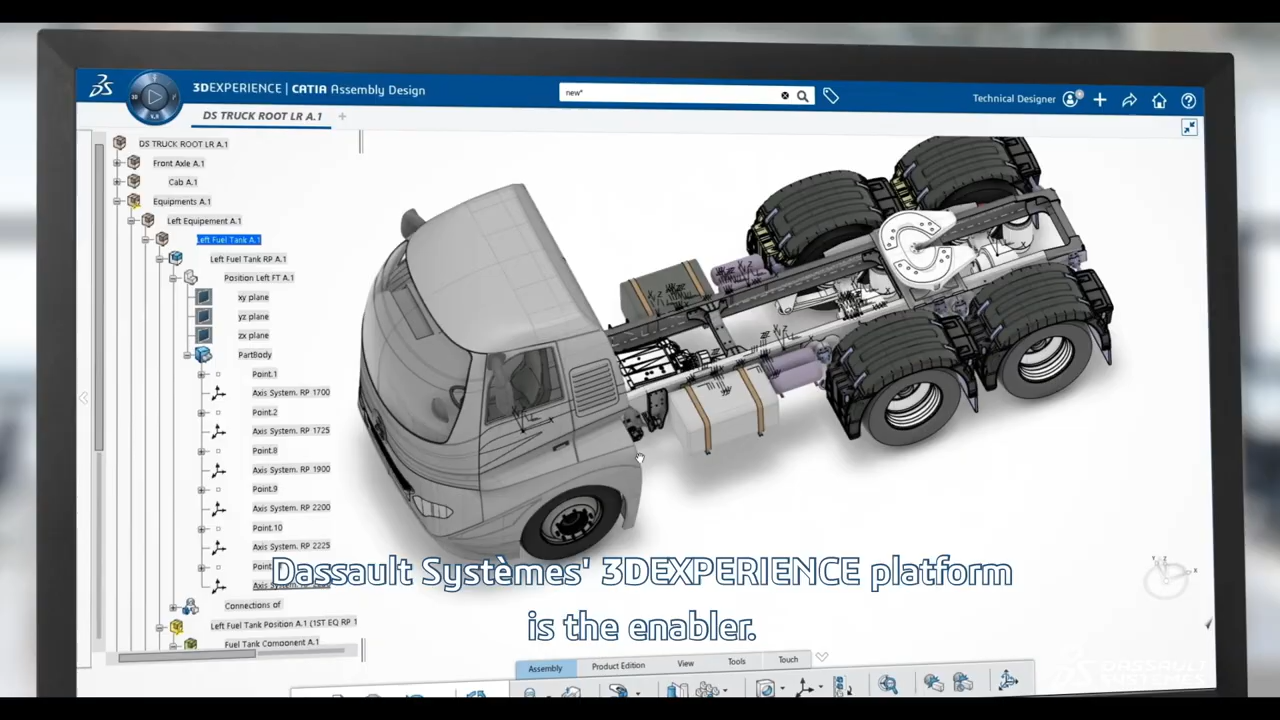 3DEXPERIENCE | CATIA Assembly Design
new*
Technical Designer
DS TRUCK ROOT LR A.1
DS TRUCK ROOT LR A.1
Front Axle A.1
Cab A.1
Equipments A.1
Left Equipement A.1
Left Fuel Tank A.1
Left Fuel Tank RP A.1
Position Left FT A.1
xy plane
yz plane
zx plane
PartBody
Point.1
Axis System. RP 1700
Point.2
Axis System. RP 1725
Point.8
Axis System. RP 1900
Point.9
Axis System. RP 2200
Point.10
Axis System. RP 2225
Point.
Axis System.
Connections of
Left Fuel Tank Position A.1 (1ST EQ RP 1
Fuel Tank Component A.1
Dassault Systèmes' 3DEXPERIENCE platform
is the enabler.
Assembly
Product Edition
View
Tools
Touch
DASSAULT
SYSTEMES